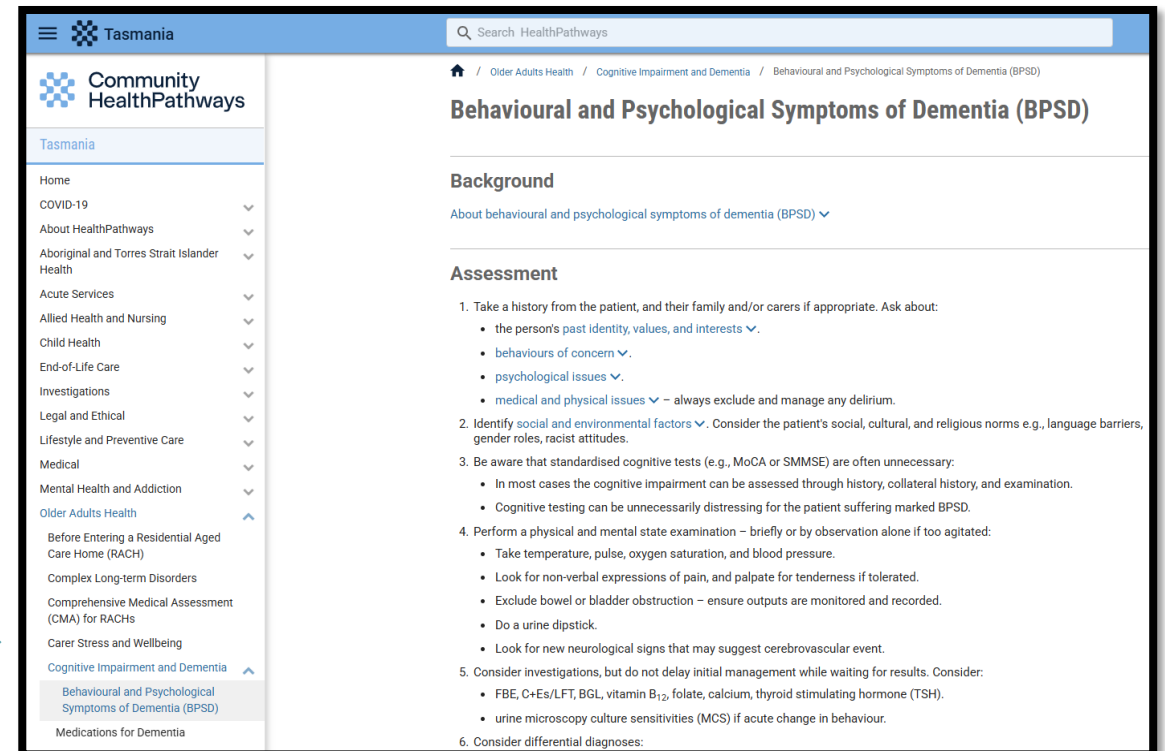 Tasmania
Search HealthPathways
Community
HealthPathways
Tasmania
Home
COVID-19
About HealthPathways
Aboriginal and Torres Strait Islander
Health
Acute Services
Allied Health and Nursing
Child Health
End-of-Life Care
Investigations
Legal and Ethical
Lifestyle and Preventive Care
Medical
Mental Health and Addiction
Older Adults Health
Before Entering a Residential Aged
Care Home (RACH)
Complex Long-term Disorders
Comprehensive Medical Assessment
(CMA) for RACHs
Carer Stress and Wellbeing
Cognitive Impairment and Dementia
Behavioural and Psychological
Symptoms of Dementia (BPSD)
Medications for Dementia
/ Older Adults Health / Cognitive Impairment and Dementia / Behavioural and Psychological Symptoms of Dementia (BPSD)
Behavioural and Psychological Symptoms of Dementia (BPSD)
Background
About behavioural and psychological symptoms of dementia (BPSD)
Assessment
1. Take a history from the patient, and their family and/or carers if appropriate. Ask about:
• the person's past identity, values, and interests.
• behaviours of concern.
• psychological issues.
• medical and physical issues – always exclude and manage any delirium.
2. Identify social and environmental factors. Consider the patient's social, cultural, and religious norms e.g., language barriers,
gender roles, racist attitudes.
3. Be aware that standardised cognitive tests (e.g., MoCA or SMMSE) are often unnecessary:
• In most cases the cognitive impairment can be assessed through history, collateral history, and examination.
• Cognitive testing can be unnecessarily distressing for the patient suffering marked BPSD.
4. Perform a physical and mental state examination – briefly or by observation alone if too agitated:
• Take temperature, pulse, oxygen saturation, and blood pressure.
• Look for non-verbal expressions of pain, and palpate for tenderness if tolerated.
• Exclude bowel or bladder obstruction – ensure outputs are monitored and recorded.
• Do a urine dipstick.
• Look for new neurological signs that may suggest cerebrovascular event.
5. Consider investigations, but do not delay initial management while waiting for results. Consider:
• FBE, C+Es/LFT, BGL, vitamin B12, folate, calcium, thyroid stimulating hormone (TSH).
• urine microscopy culture sensitivities (MCS) if acute change in behaviour.
6. Consider differential diagnoses: